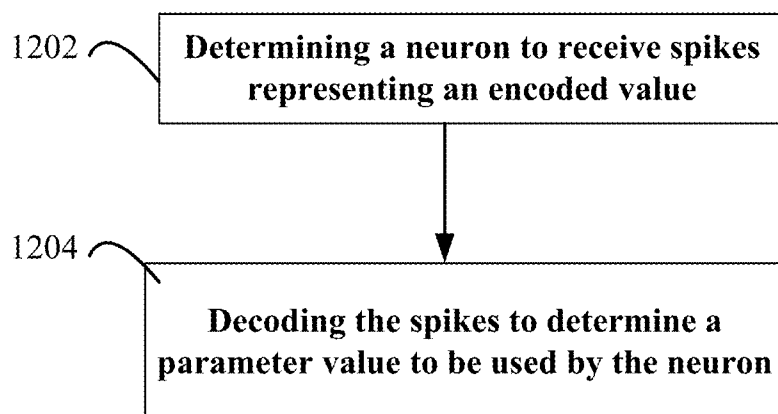 1202
Determining a neuron to receive spikes
representing an encoded value
1204
Decoding the spikes to determine a
parameter value to be used by the neuron